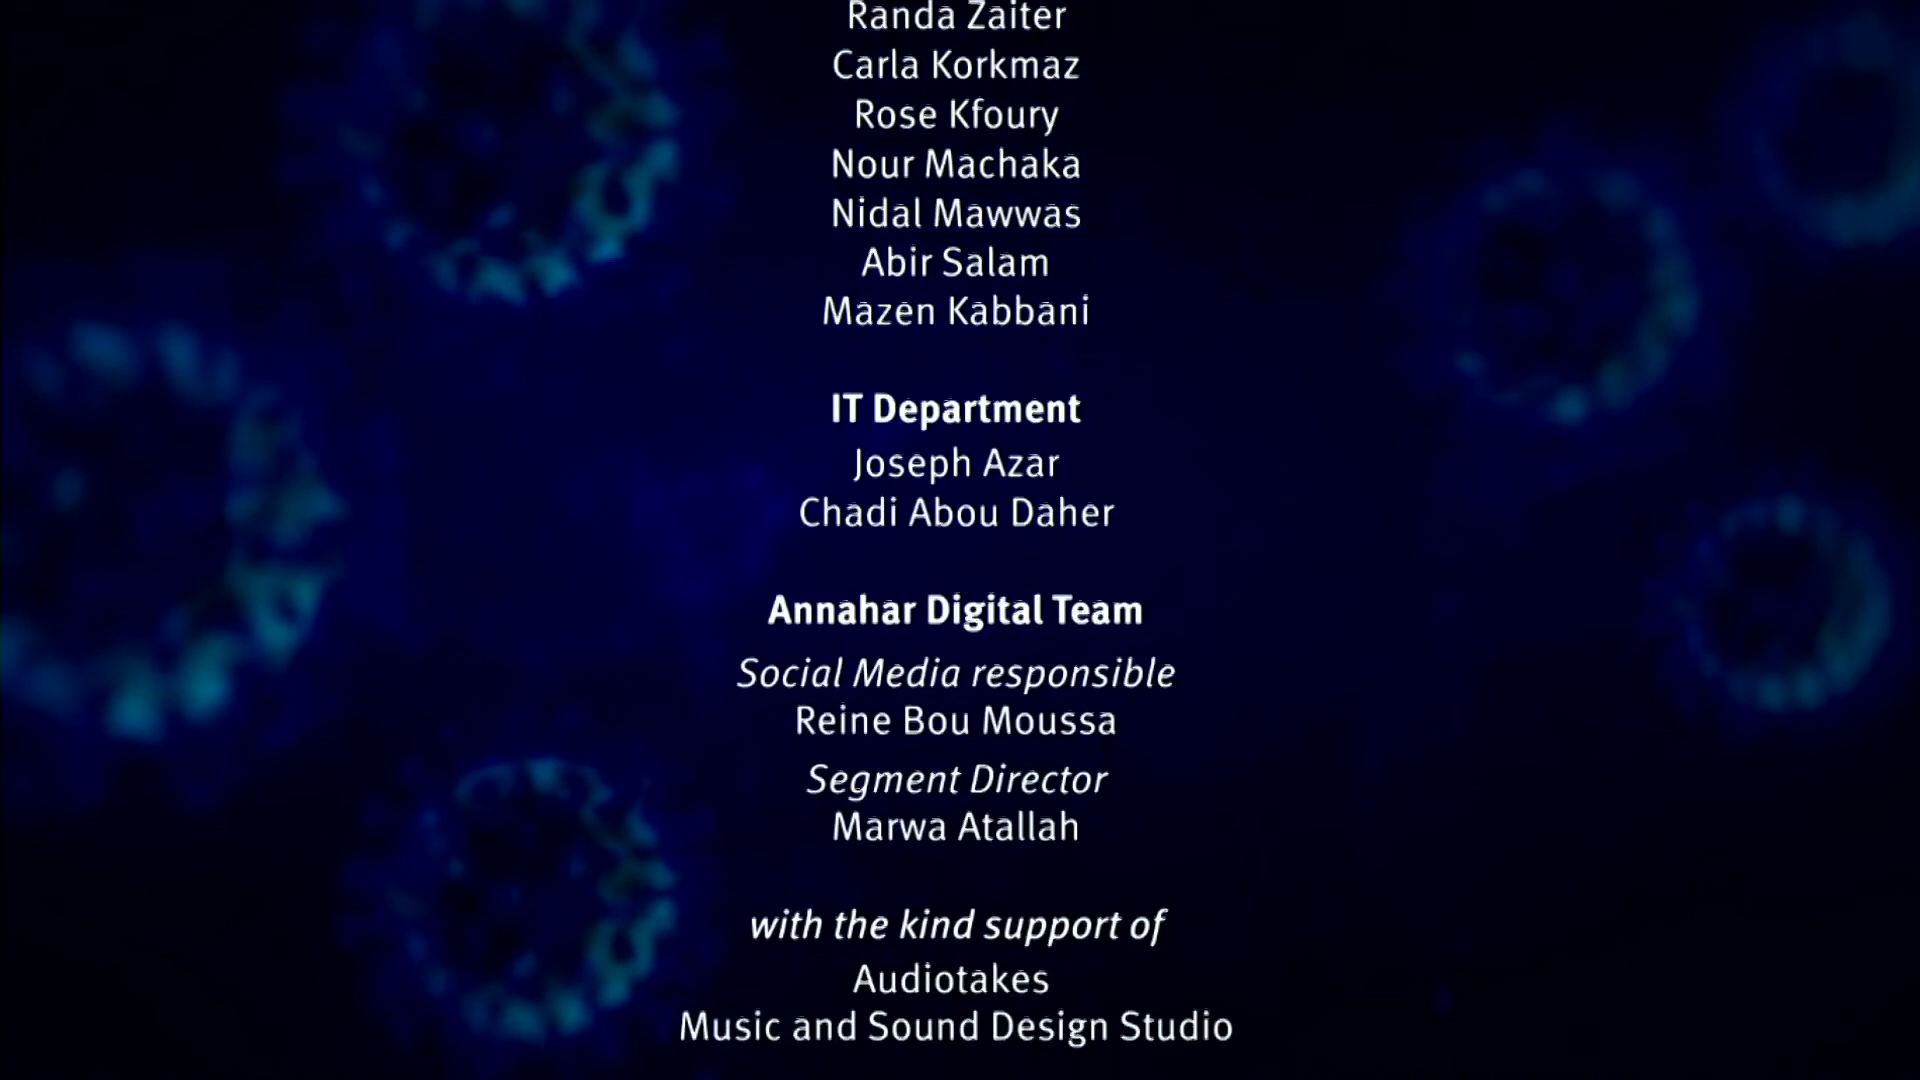 Randa Zaiter
Carla Korkmaz
Rose Kfoury
Nour Machaka
Nidal Mawwas
Abir Salam
Mazen Kabbani
IT Department
Joseph Azar
Chadi Abou Daher
Annahar Digital Team
Social Media responsible
Reine Bou Moussa
Segment Director
Marwa Atallah
with the kind support of
Audiotakes
Music and Sound Design Studio